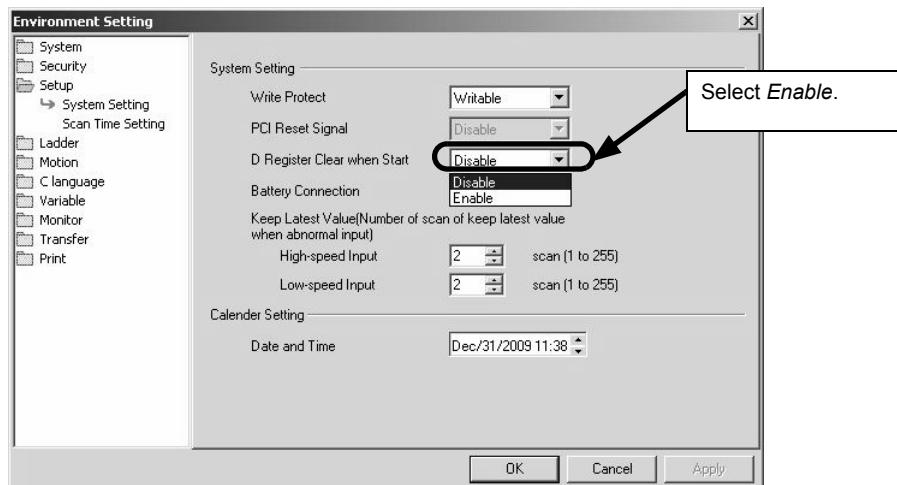 Environment Setting
System
Security
Setup
System Setting
Scan Time Setting
Ladder
Motion
C language
Variable
Monitor
Transfer
Print
System Setting
Write Protect
Writable
PCI Reset Signal
Disable
D Register Clear when Start
Disable
Disable
Enable
Battery Connection
Keep Latest Value(Number of scan of keep latest value
when abnormal input)
High-speed Input
2
scan (1 to 255)
Low-speed Input
2
scan (1 to 255)
Calender Setting
Date and Time
Dec/31/2009 11:38
OK
Cancel
Apply
Select Enable.